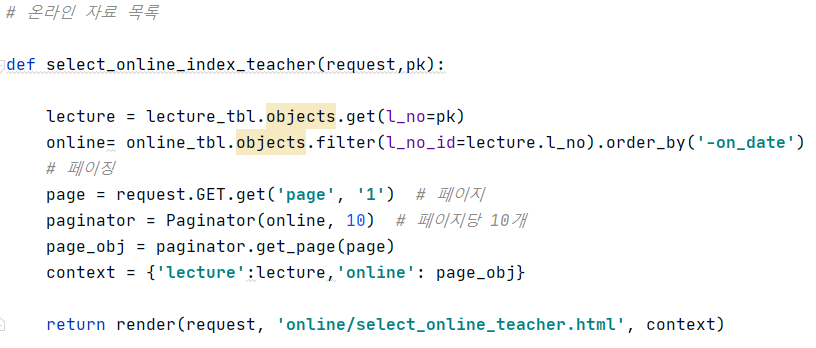 # 온라인 자료 목록
def select_online_index_teacher(request,pk):
lecture = lecture_tbl.objects.get(l_no=pk)
online= online_tbl.objects.filter(l_no_id=lecture.l_no).order_by('-on_date')
# 페이징
page = request.GET.get('page', '1')  # 페이지
paginator = Paginator(online, 10)  # 페이지당 10개
page_obj = paginator.get_page(page)
context = {'lecture':lecture,'online': page_obj}
return render(request, 'online/select_online_teacher.html', context)